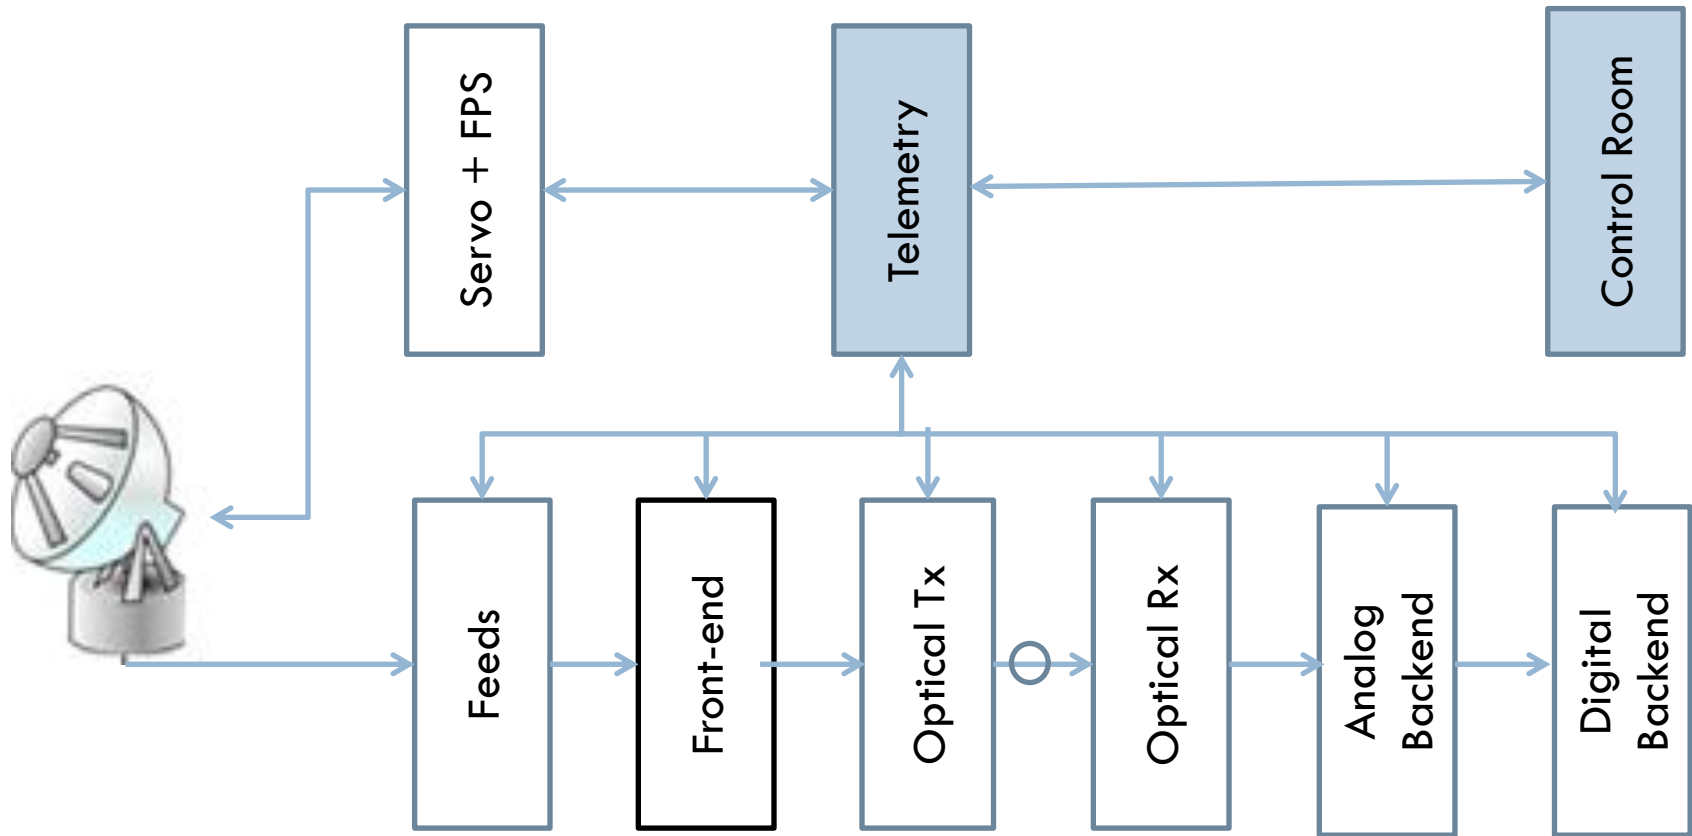 Servo + FPS
Telemetry
Control Room
Feeds
Front-end
Optical Tx
Optical Rx
Analog
Backend
Digital
Backend